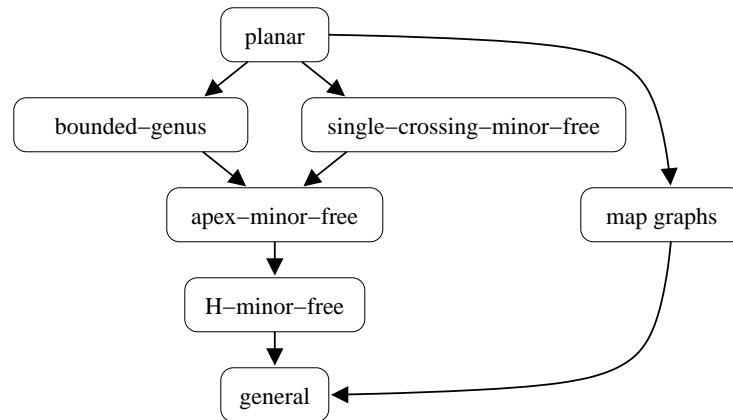 planar
bounded−genus
single−crossing−minor−free
apex−minor−free
map graphs
H−minor−free
general